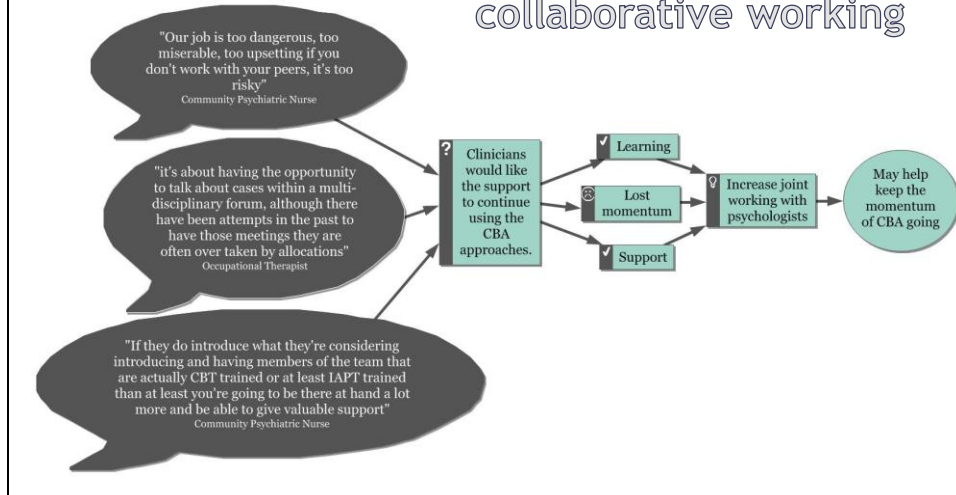 collaborative working
"Our job is too dangerous, too
miserable, too upsetting if you
don't work with your peers, it's too
risky"
Community Psychiatric Nurse
"it's about having the opportunity
to talk about cases within a multi-
disciplinary forum, although there
have been attempts in the past to
have those meetings they are
often over taken by allocations"
Occupational Therapist
"If they do introduce what they're considering
introducing and having members of the team that
are actually CBT trained or at least IAPT trained
than at least you're going to be there at hand a lot
more and be able to give valuable support"
Community Psychiatric Nurse
?
Clinicians
would like
the support
to continue
using the
CBA
approaches.
Learning
Lost
momentum
Support
Increase joint
working with
psychologists
May help
keep the
momentum
of CBA going